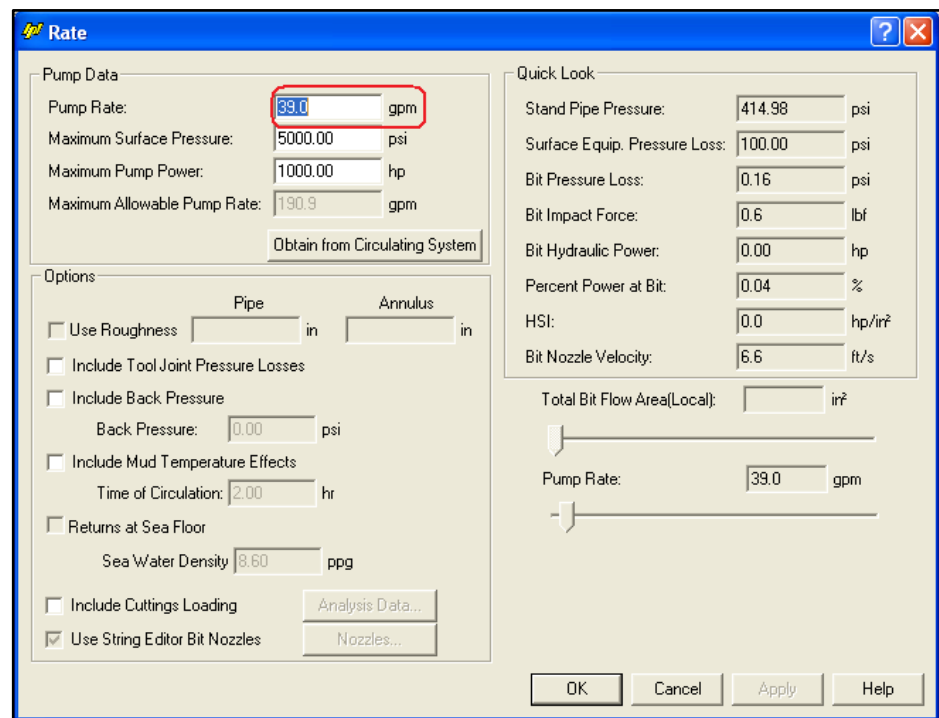 Rate
Pump Data
Pump Rate: 39.0 gpm
Maximum Surface Pressure: 5000.00 psi
Maximum Pump Power: 1000.00 hp
Maximum Allowable Pump Rate: 190.9 gpm
Obtain from Circulating System
Options
Pipe Annulus
Use Roughness in in
Include Tool Joint Pressure Losses
Include Back Pressure
Back Pressure: 0.00 psi
Include Mud Temperature Effects
Time of Circulation: 2.00 hr
Returns at Sea Floor
Sea Water Density 8.60 ppg
Include Cuttings Loading Analysis Data...
Use String Editor Bit Nozzles Nozzles...
Quick Look
Stand Pipe Pressure: 414.98 psi
Surface Equip. Pressure Loss: 100.00 psi
Bit Pressure Loss: 0.16 psi
Bit Impact Force: 0.6 lbf
Bit Hydraulic Power: 0.00 hp
Percent Power at Bit: 0.04 %
HSI: 0.0 hp/in²
Bit Nozzle Velocity: 6.6 ft/s
Total Bit Flow Area(Local): in²
Pump Rate: 39.0 gpm
OK Cancel Apply Help